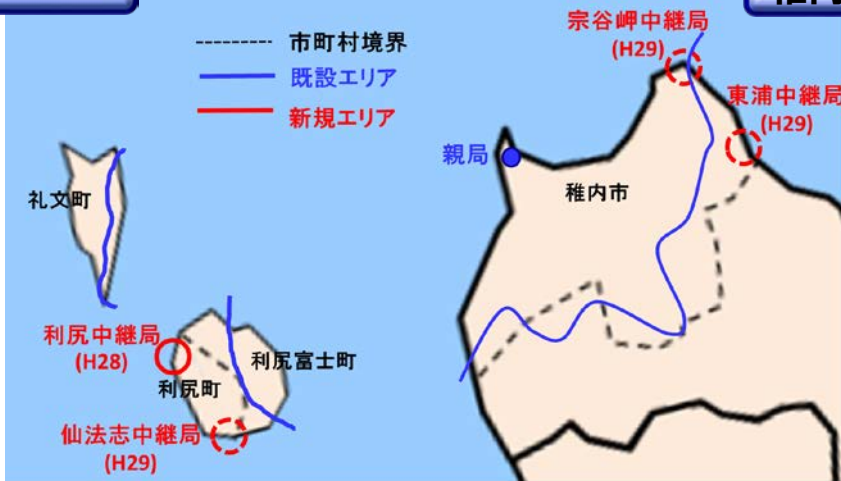 宗谷岬中継局
(H29)
市町村境界
既設エリア
新規エリア
東浦中継局
(H29)
親局
稚内市
礼文町
利尻中継局
(H28)
利尻富士町
利尻町
仙法志中継局
(H29)